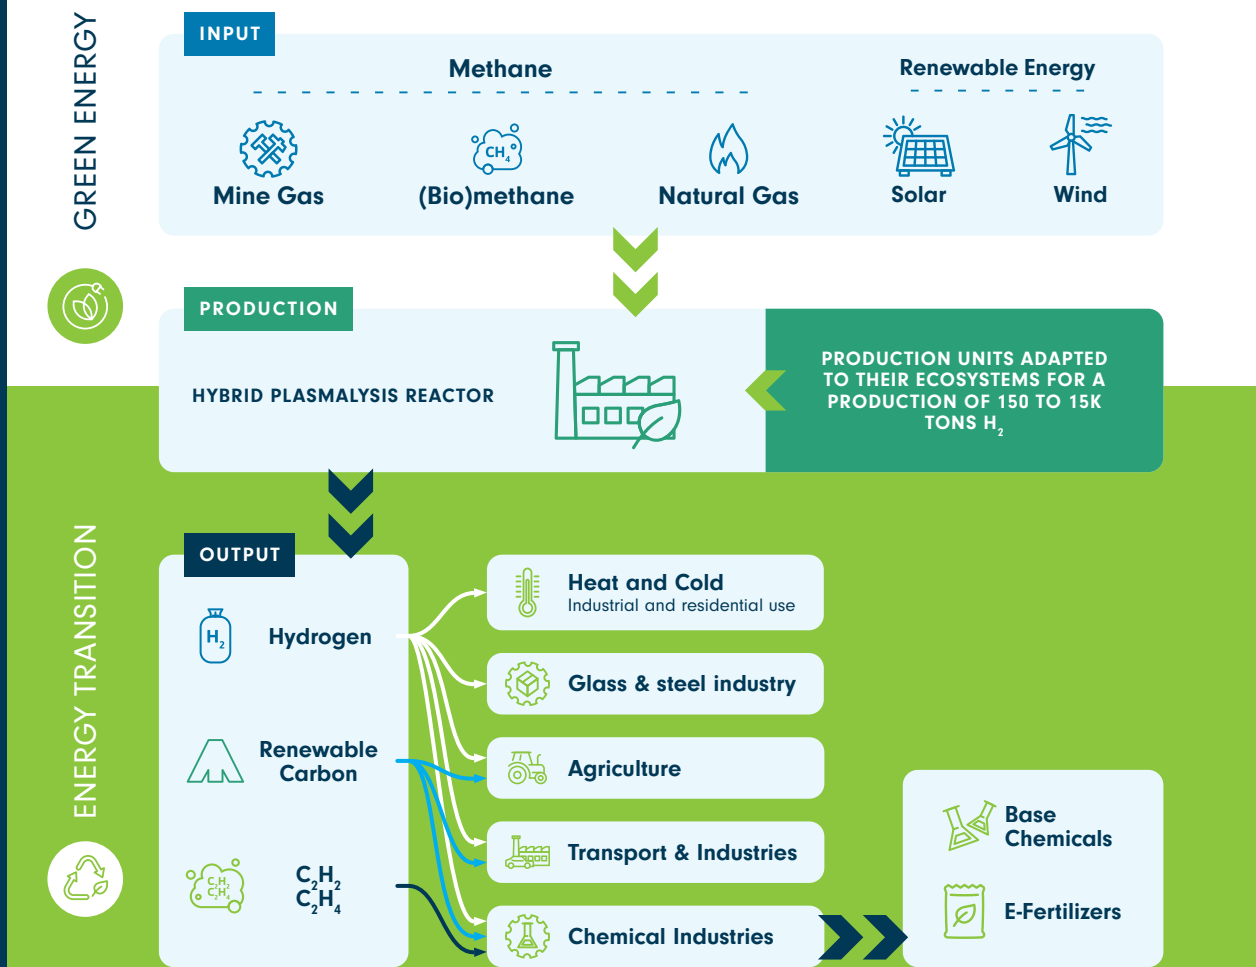 GREEN ENERGY
INPUT
Methane
Renewable Energy
CH₄
Mine Gas
(Bio)methane
Natural Gas
Solar
Wind
PRODUCTION
HYBRID PLASMALYSIS REACTOR
PRODUCTION UNITS ADAPTED
TO THEIR ECOSYSTEMS FOR A
PRODUCTION OF 150 TO 15K
TONS H₂
ENERGY TRANSITION
OUTPUT
H₂
Hydrogen
Renewable
Carbon
C₂H₂
C₂H₄
C₂H₂
C₂H₄
Heat and Cold
Industrial and residential use
Glass & steel industry
Agriculture
Transport & Industries
Chemical Industries
Base
Chemicals
E-Fertilizers